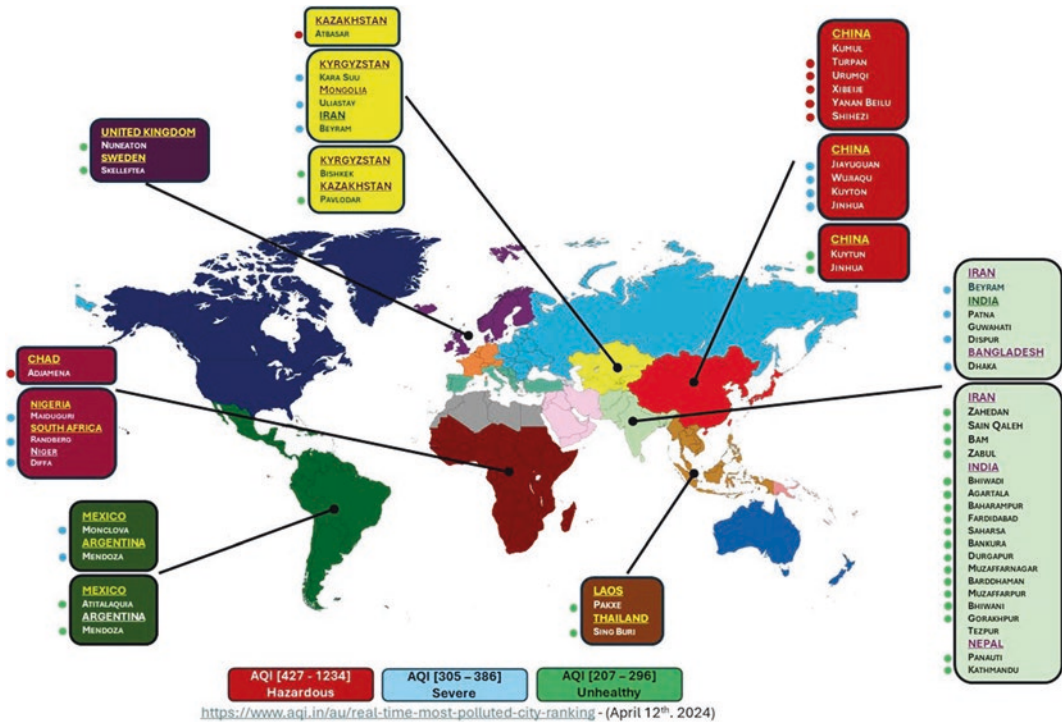 KAZAKHSTAN
ATBASAR
KYRGYZSTAN
KARA SUU
MONGOLIA
ULIASTAY
IRAN
BEYRAM
KYRGYZSTAN
BISHKEK
KAZAKHSTAN
PAVLODAR
UNITED KINGDOM
NUNEATON
SWEDEN
SKELLEFTEA
CHINA
KUMUL
TURPAN
URUMQI
XIBEIJE
YANAN BEILU
SHIHEZI
CHINA
JIAYUGUAN
WUJIAQU
KUYTON
JINHUA
CHINA
KUYTUN
JINHUA
IRAN
BEYRAM
INDIA
PATNA
GUWAHATI
DISPUR
BANGLADESH
DHAKA
IRAN
ZAHEDAN
SAIN QALEH
BAM
ZABUL
INDIA
BHIWADI
AGARTALA
BAHARAMPUR
FARDIDABAD
SAHARSA
BANKURA
DURGAPUR
MUZAFFARNAGAR
BARDDHAMAN
MUZAFFARPUR
BHIWANI
GORAKHPUR
TEZPUR
NEPAL
PANAUTI
KATHMANDU
CHAD
ADJAMENA
NIGERIA
MAIDUGURI
SOUTH AFRICA
RANDBERG
NIGER
DIFFA
MEXICO
MONCLOVA
ARGENTINA
MENDOZA
MEXICO
ATITALAQUIA
ARGENTINA
MENDOZA
LAOS
PAKXE
THAILAND
SING BURI
AQI [427 - 1234]
Hazardous
AQI [305 – 386]
Severe
AQI [207 – 296]
Unhealthy
https://www.aqi.in/au/real-time-most-polluted-city-ranking - (April 12th. 2024)